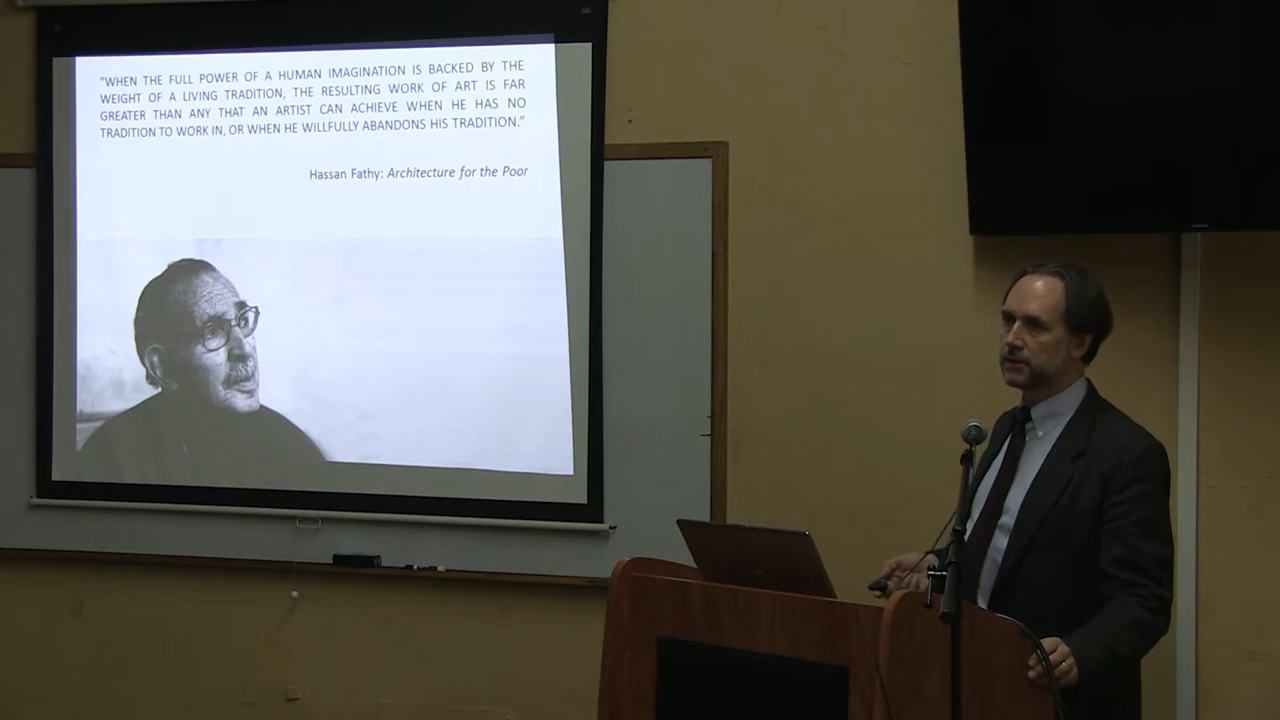 "WHEN THE FULL POWER OF A HUMAN IMAGINATION IS BACKED BY THE
WEIGHT OF A LIVING TRADITION, THE RESULTING WORK OF ART IS FAR
GREATER THAN ANY THAT AN ARTIST CAN ACHIEVE WHEN HE HAS NO
TRADITION TO WORK IN, OR WHEN HE WILLFULLY ABANDONS HIS TRADITION."
Hassan Fathy: Architecture for the Poor